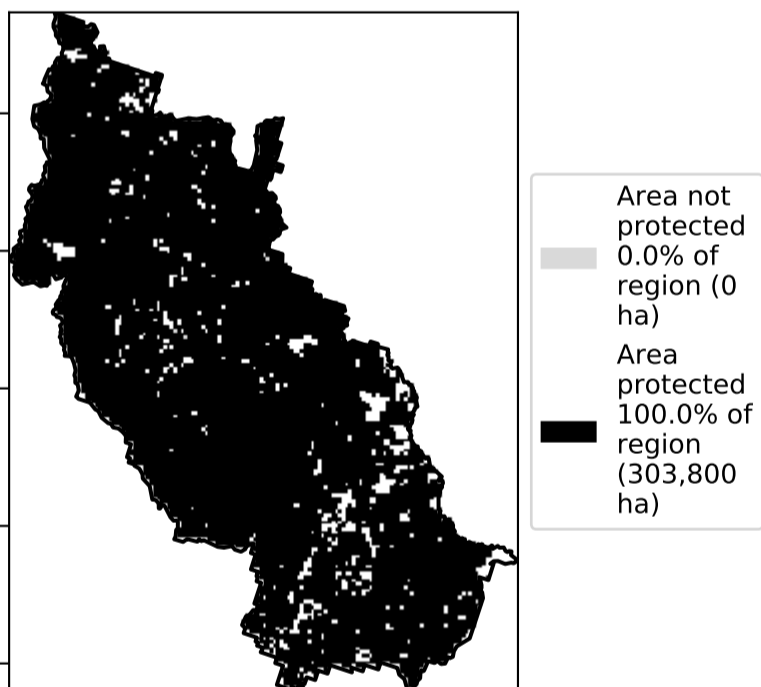 Area not
protected
0.0% of
region (0
ha)
Area
protected
100.0% of
region
(303,800
ha)